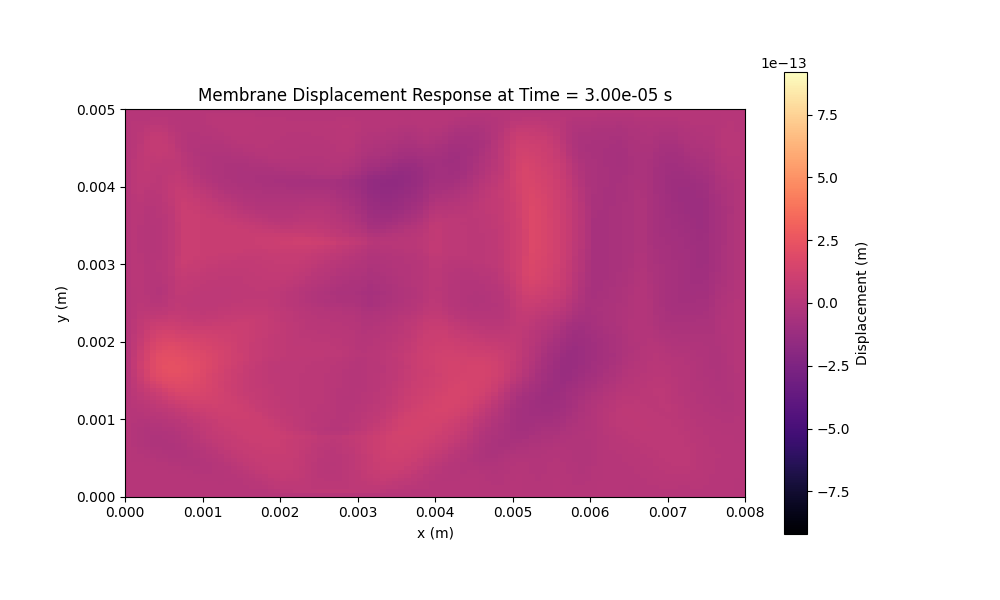 1e−13
Membrane Displacement Response at Time = 3.00e-05 s
0.005
0.004
0.003
0.002
0.001
0.000
y (m)
0.000 0.001 0.002 0.003 0.004 0.005 0.006 0.007 0.008
x (m)
7.5
5.0
2.5
0.0
−2.5
−5.0
−7.5
Displacement (m)